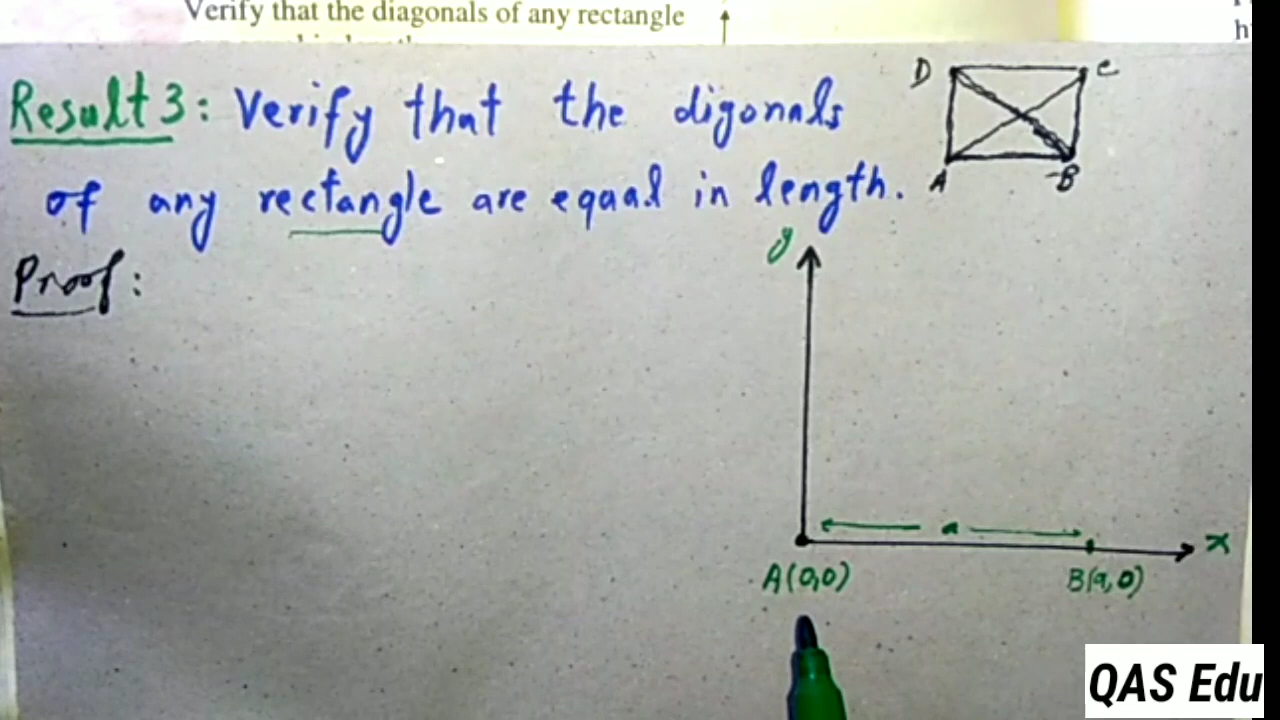 Verify that the diagonals of any rectangle
Result 3: Verify that the digonals
of any rectangle are equal in length.
Proof:
D
C
A
B
y
a
x
A(0,0)
B(a,0)
QAS Edu